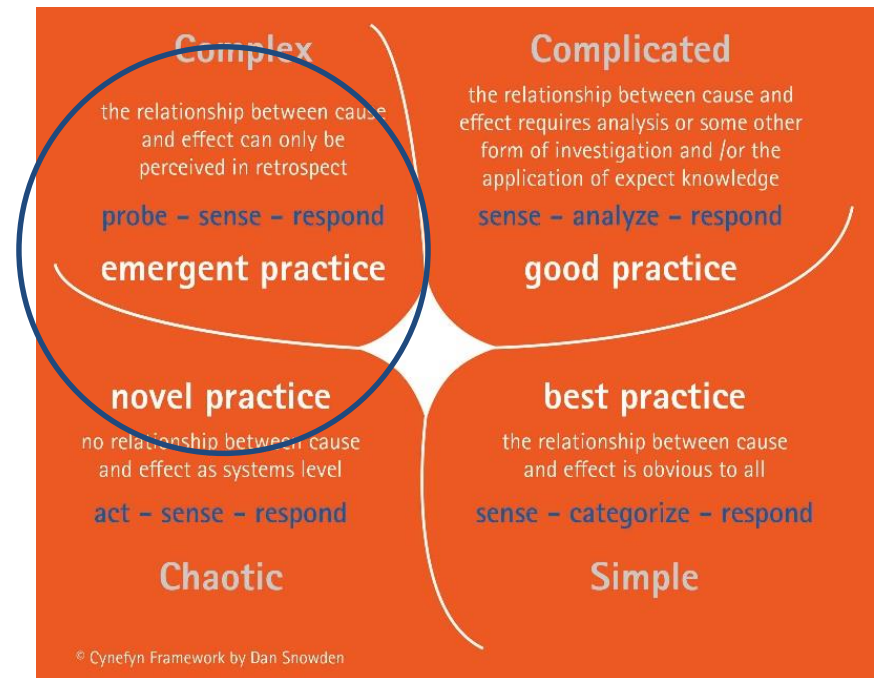 Complex
the relationship between cause
and effect can only be
perceived in retrospect
probe – sense – respond
emergent practice
Complicated
the relationship between cause and
effect requires analysis or some other
form of investigation and /or the
application of expect knowledge
sense – analyze – respond
good practice
novel practice
no relationship between cause
and effect as systems level
act – sense – respond
Chaotic
best practice
the relationship between cause
and effect is obvious to all
sense – categorize – respond
Simple
© Cynefyn Framework by Dan Snowden